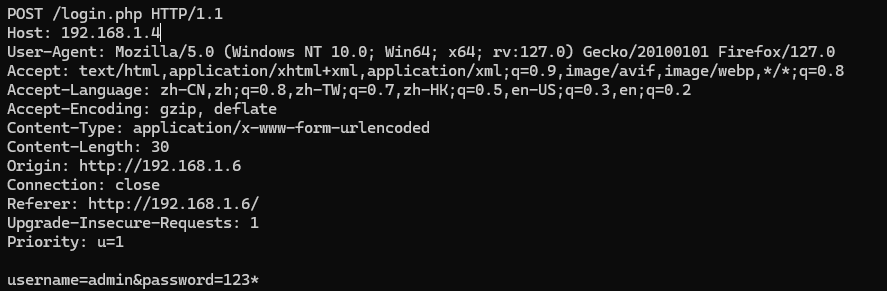 POST /login.php HTTP/1.1
Host: 192.168.1.4
User-Agent: Mozilla/5.0 (Windows NT 10.0; Win64; x64; rv:127.0) Gecko/20100101 Firefox/127.0
Accept: text/html,application/xhtml+xml,application/xml;q=0.9,image/avif,image/webp,*/*;q=0.8
Accept-Language: zh-CN,zh;q=0.8,zh-TW;q=0.7,zh-HK;q=0.5,en-US;q=0.3,en;q=0.2
Accept-Encoding: gzip, deflate
Content-Type: application/x-www-form-urlencoded
Content-Length: 30
Origin: http://192.168.1.6
Connection: close
Referer: http://192.168.1.6/
Upgrade-Insecure-Requests: 1
Priority: u=1

username=admin&password=123*